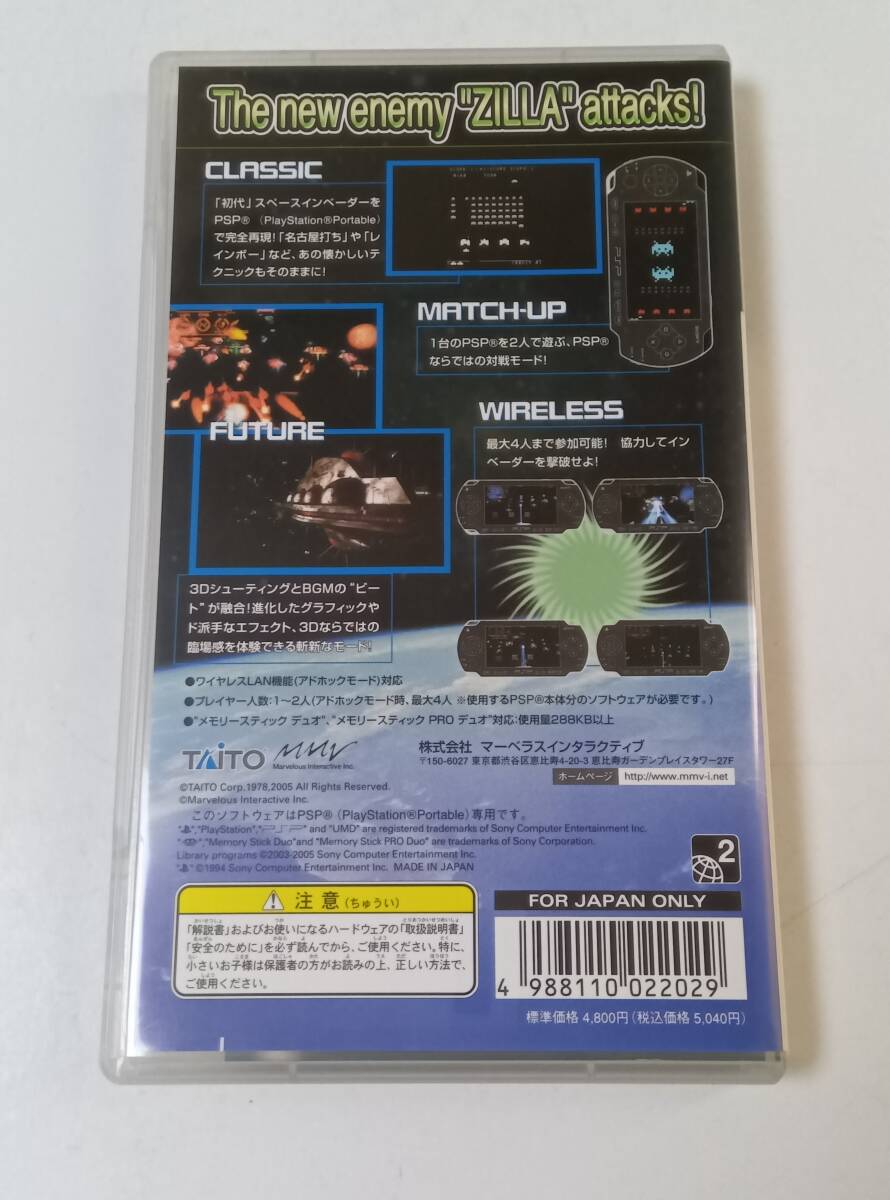 The new enemy "ZILLA" attacks!
CLASSIC
「初代」スペースインベーダーを
PSP® (PlayStation®Portable)
で完全再現!「名古屋打ち」や「レ
インボー」など、あの懐かしいテ
クニックもそのままに!
MATCH-UP
1台のPSP®を2人で遊ぶ、PSP®
ならではの対戦モード!
WIRELESS
最大4人まで参加可能! 協力してイン
ベーダーを撃破せよ!
FUTURE
3DシューティングとBGMの“ビー
ト”が融合!進化したグラフィックや
ド派手なエフェクト、3Dならではの
臨場感を体験できる斬新なモード!
●ワイヤレスLAN機能(アドホックモード)対応
●プレイヤー人数:1〜2人(アドホックモード時、最大4人 ※使用するPSP®本体分のソフトウェアが必要です。)
●“メモリースティック デュオ”、“メモリースティック PRO デュオ”対応:使用量288KB以上
TAITO
MMV
Marvelous Interactive Inc.
株式会社 マーベラスインタラクティブ
〒150-6027 東京都渋谷区恵比寿4-20-3 恵比寿ガーデンプレイスタワー27F
ホームページ http://www.mmv-i.net
©TAITO Corp.1978,2005 All Rights Reserved.
©Marvelous Interactive Inc.
このソフトウェアはPSP® (PlayStation®Portable) 専用です。
" ","PlayStation","PSP" and "UMD" are registered trademarks of Sony Computer Entertainment Inc.
" ","Memory Stick Duo"and "Memory Stick PRO Duo" are trademarks of Sony Corporation.
Library programs ©2003-2005 Sony Computer Entertainment Inc.
" " ©1994 Sony Computer Entertainment Inc. MADE IN JAPAN
2
注意(ちゅうい)
「解説書」およびお使いになるハードウェアの「取扱説明書」
「安全のために」を必ず読んでから、ご使用ください。特に、
小さいお子様は保護者の方がお読みの上、正しい方法で、
ご使用ください。
FOR JAPAN ONLY
4 988110 022029
標準価格 4,800円(税込価格 5,040円)